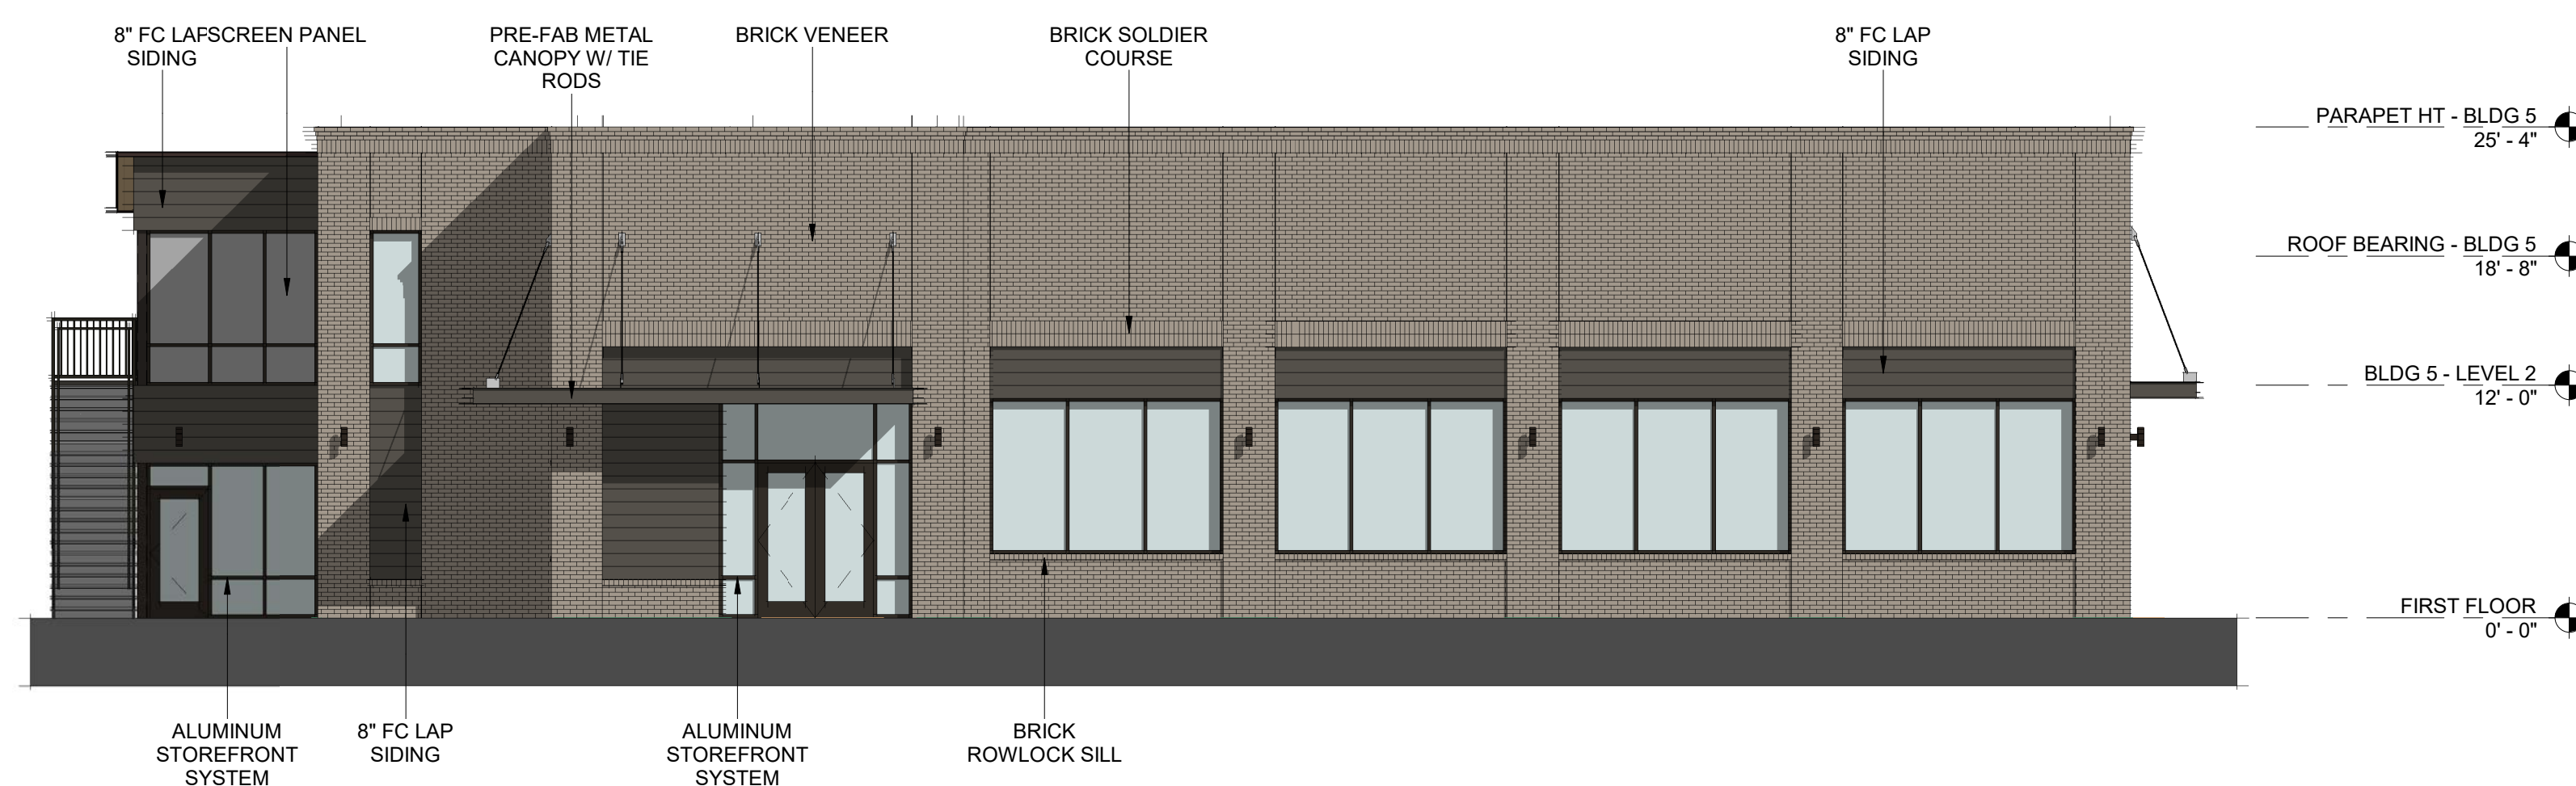 8" FC LAP
SIDING
SCREEN PANEL
PRE-FAB METAL
CANOPY W/ TIE
RODS
BRICK VENEER
BRICK SOLDIER
COURSE
8" FC LAP
SIDING
PARAPET HT - BLDG 5
25' - 4"
ROOF BEARING - BLDG 5
18' - 8"
BLDG 5 - LEVEL 2
12' - 0"
FIRST FLOOR
0' - 0"
ALUMINUM
STOREFRONT
SYSTEM
8" FC LAP
SIDING
ALUMINUM
STOREFRONT
SYSTEM
BRICK
ROWLOCK SILL